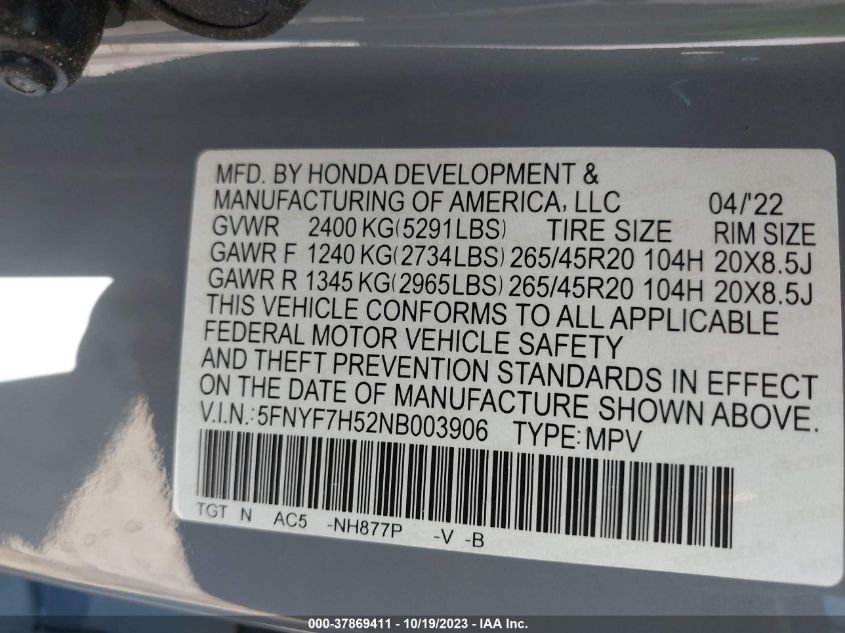 MFD. BY HONDA DEVELOPMENT &
MANUFACTURING OF AMERICA, LLC 04/'22
GVWR 2400 KG(5291LBS) TIRE SIZE RIM SIZE
GAWR F 1240 KG(2734LBS) 265/45R20 104H 20X8.5J
GAWR R 1345 KG(2965LBS) 265/45R20 104H 20X8.5J
THIS VEHICLE CONFORMS TO ALL APPLICABLE
FEDERAL MOTOR VEHICLE SAFETY
AND THEFT PREVENTION STANDARDS IN EFFECT
ON THE DATE OF MANUFACTURE SHOWN ABOVE.
V.I.N.:5FNYF7H52NB003906 TYPE:MPV
TGT N AC5 -NH877P -V -B
000-37869411 - 10/19/2023 - IAA Inc.